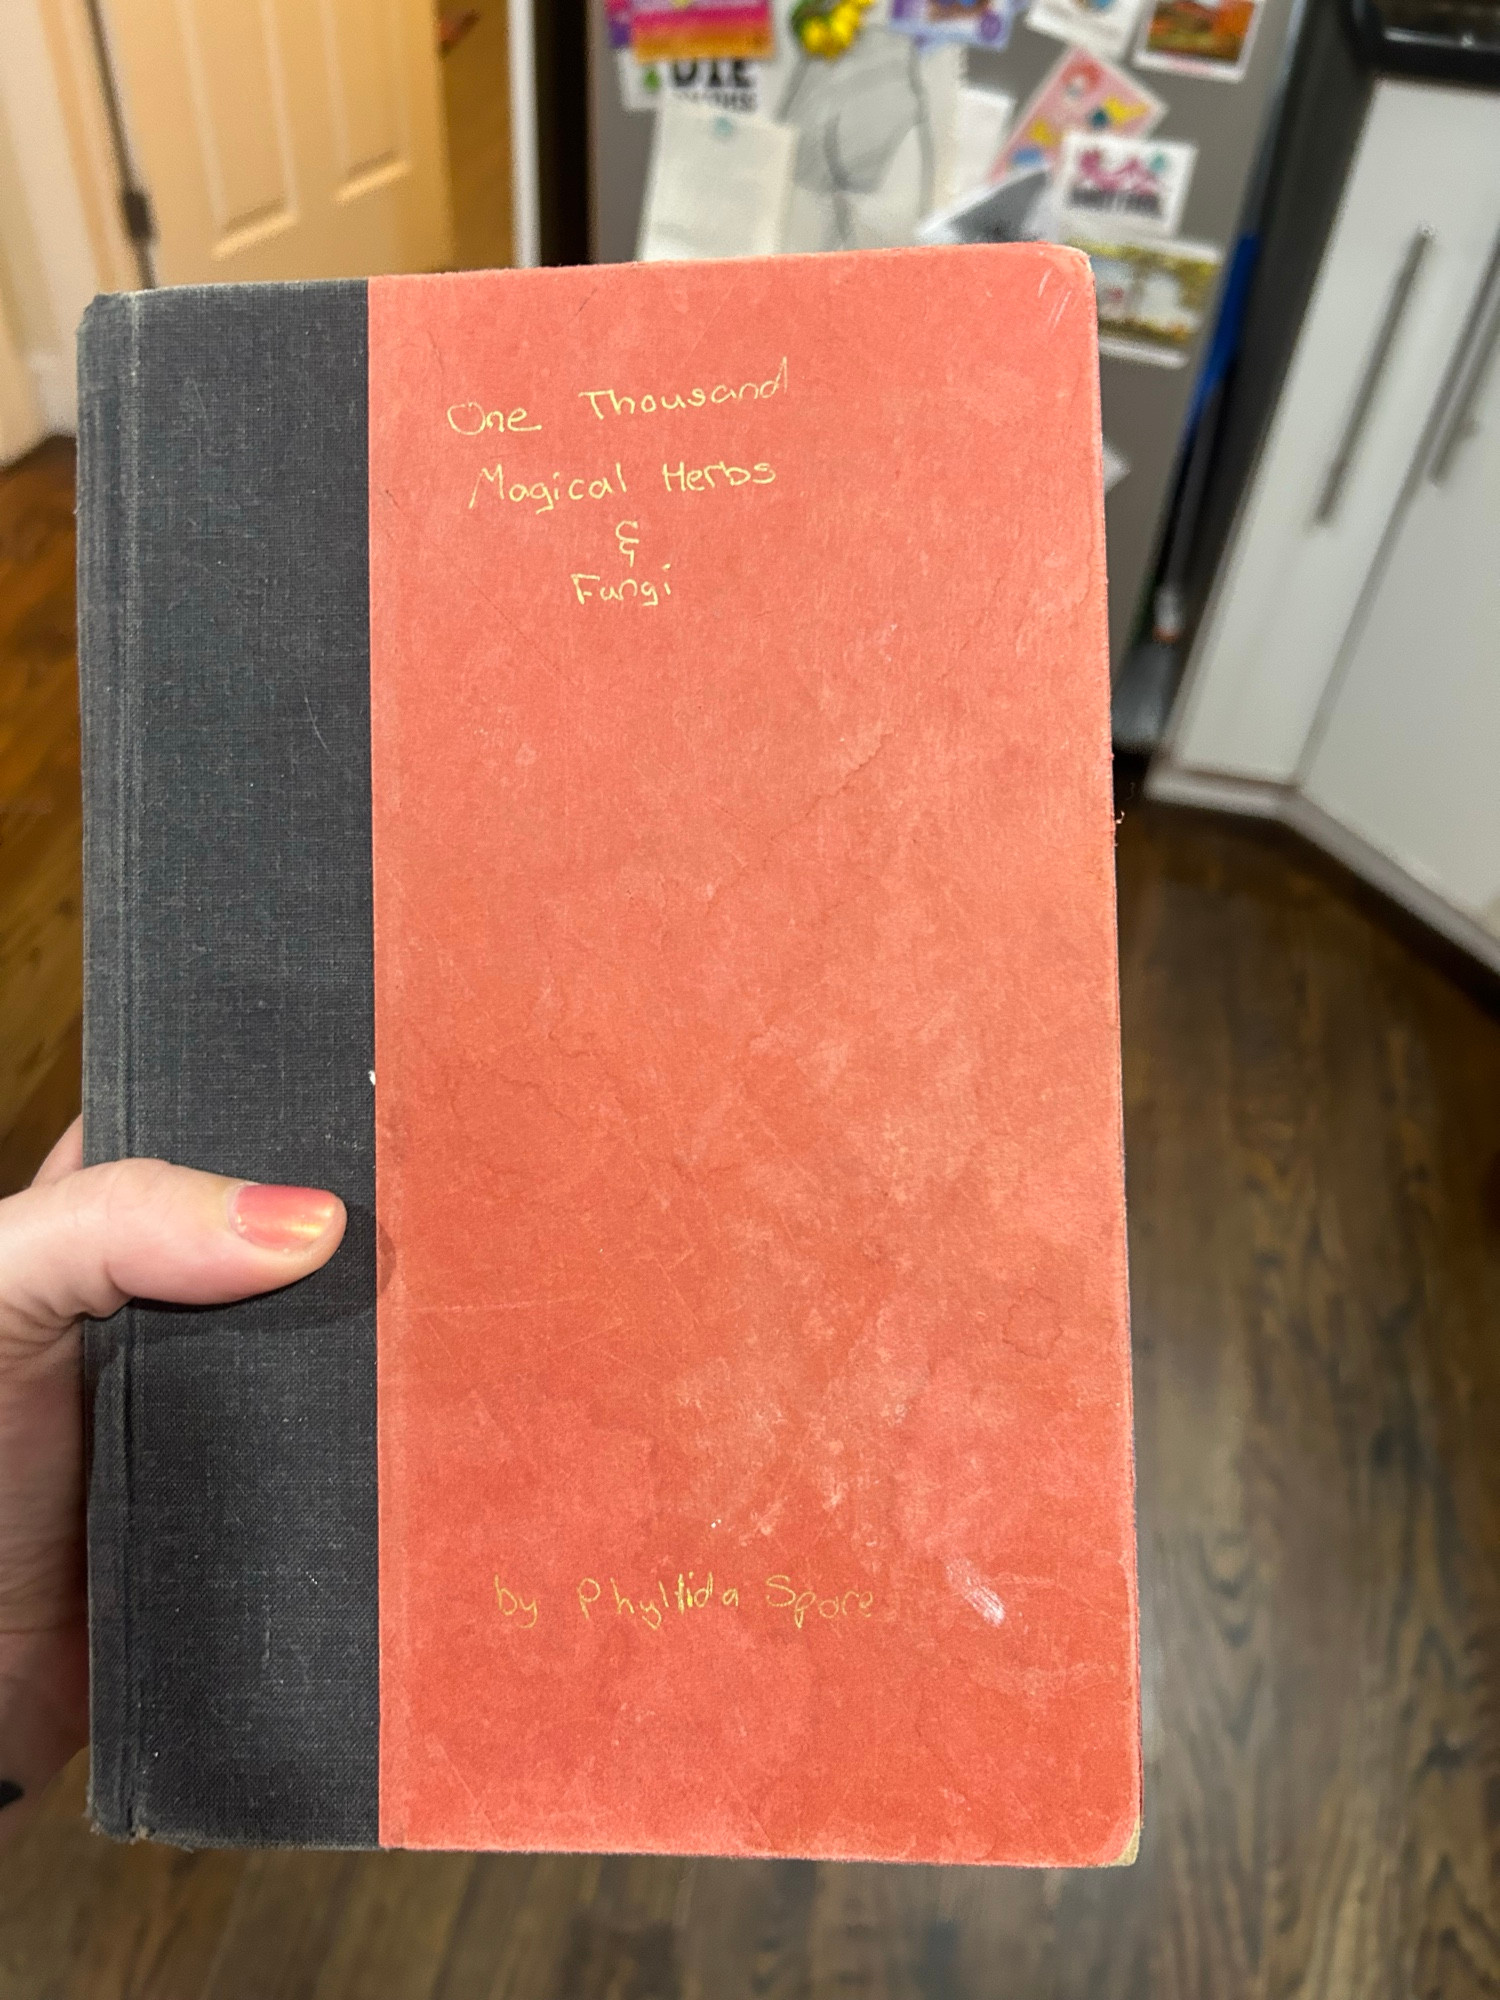 One Thousand
Magical Herbs
&
Fungi
by Phyllida Spore